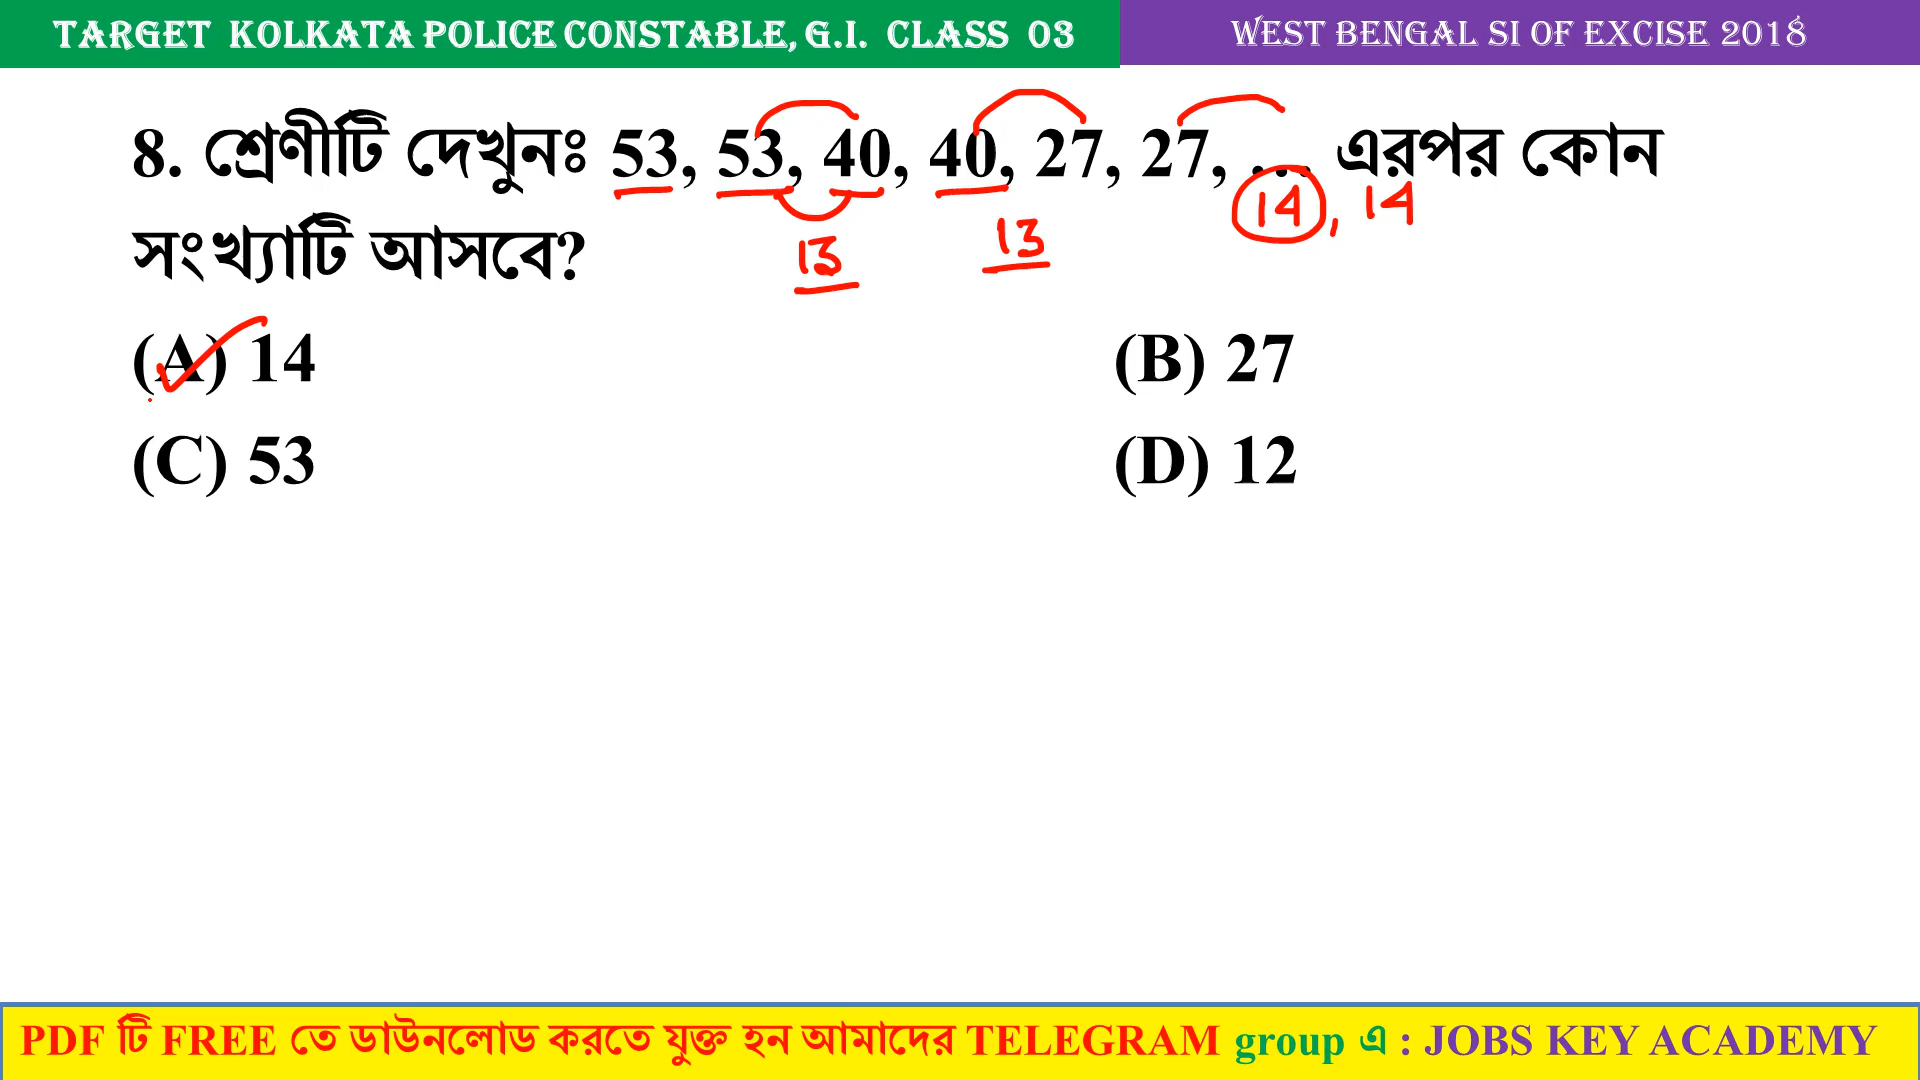 TARGET KOLKATA POLICE CONSTABLE, G.I. CLASS 03
WEST BENGAL SI OF EXCISE 2018
8. শ্রেণীটি দেখুনঃ 53, 53, 40, 40, 27, 27, ... এরপর কোন
14, 14
সংখ্যাটি আসবে?
13 13
(A) 14 (B) 27
(C) 53 (D) 12
PDF টি FREE তে ডাউনলোড করতে যুক্ত হন আমাদের TELEGRAM group এ : JOBS KEY ACADEMY